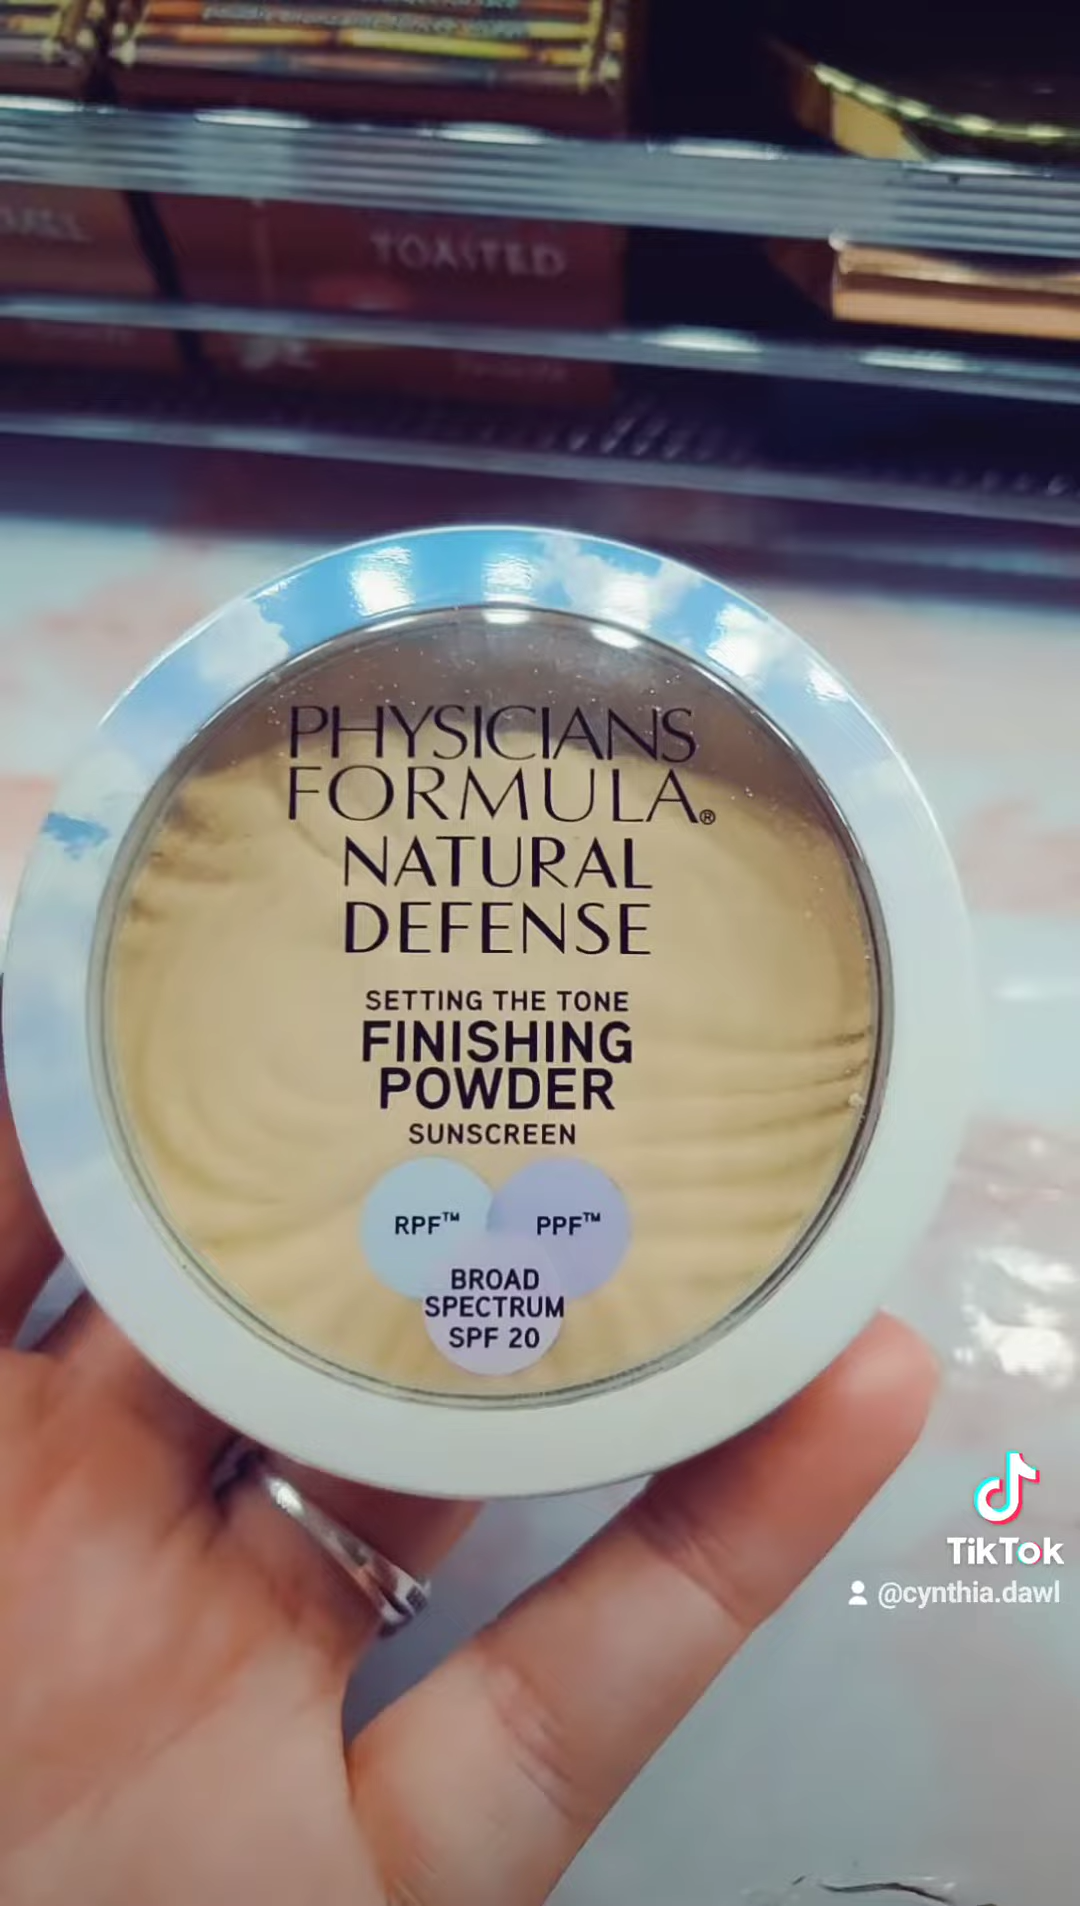 TOASTED
PHYSICIANS
FORMULA®
NATURAL
DEFENSE
SETTING THE TONE
FINISHING
POWDER
SUNSCREEN
RPF™ PPF™
BROAD
SPECTRUM
SPF 20
TikTok
@cynthia.dawl